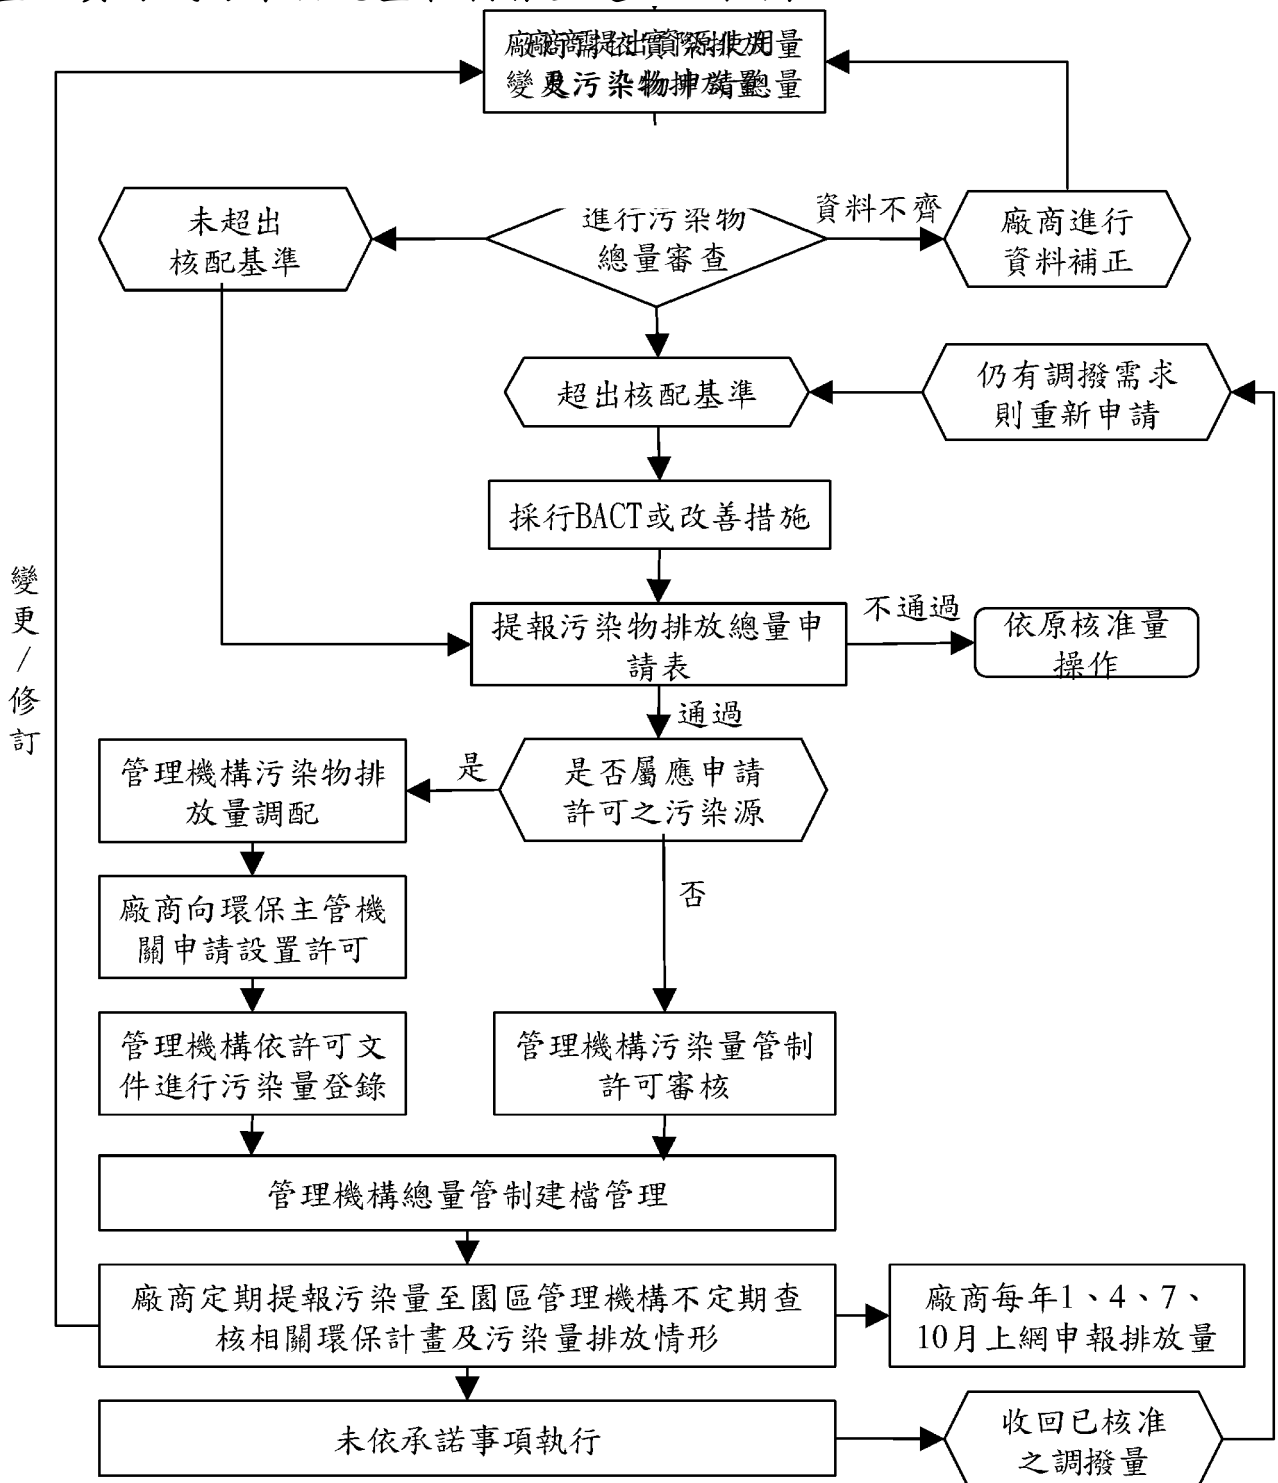 未超出
核配基準
進行污染物
總量審查
資料不齊
廠商進行
資料補正
超出核配基準
仍有調撥需求
則重新申請
採行BACT或改善措施
變更/修訂
提報污染物排放總量申
請表
不通過
依原核准量
操作
通過
管理機構污染物排
放量調配
是
是否屬應申請
許可之污染源
否
廠商向環保主管機
關申請設置許可
管理機構依許可文
件進行污染量登錄
管理機構污染量管制
許可審核
管理機構總量管制建檔管理
廠商定期提報污染量至園區管理機構不定期查
核相關環保計畫及污染量排放情形
廠商每年1、4、7、
10月上網申報排放量
未依承諾事項執行
收回已核准
之調撥量